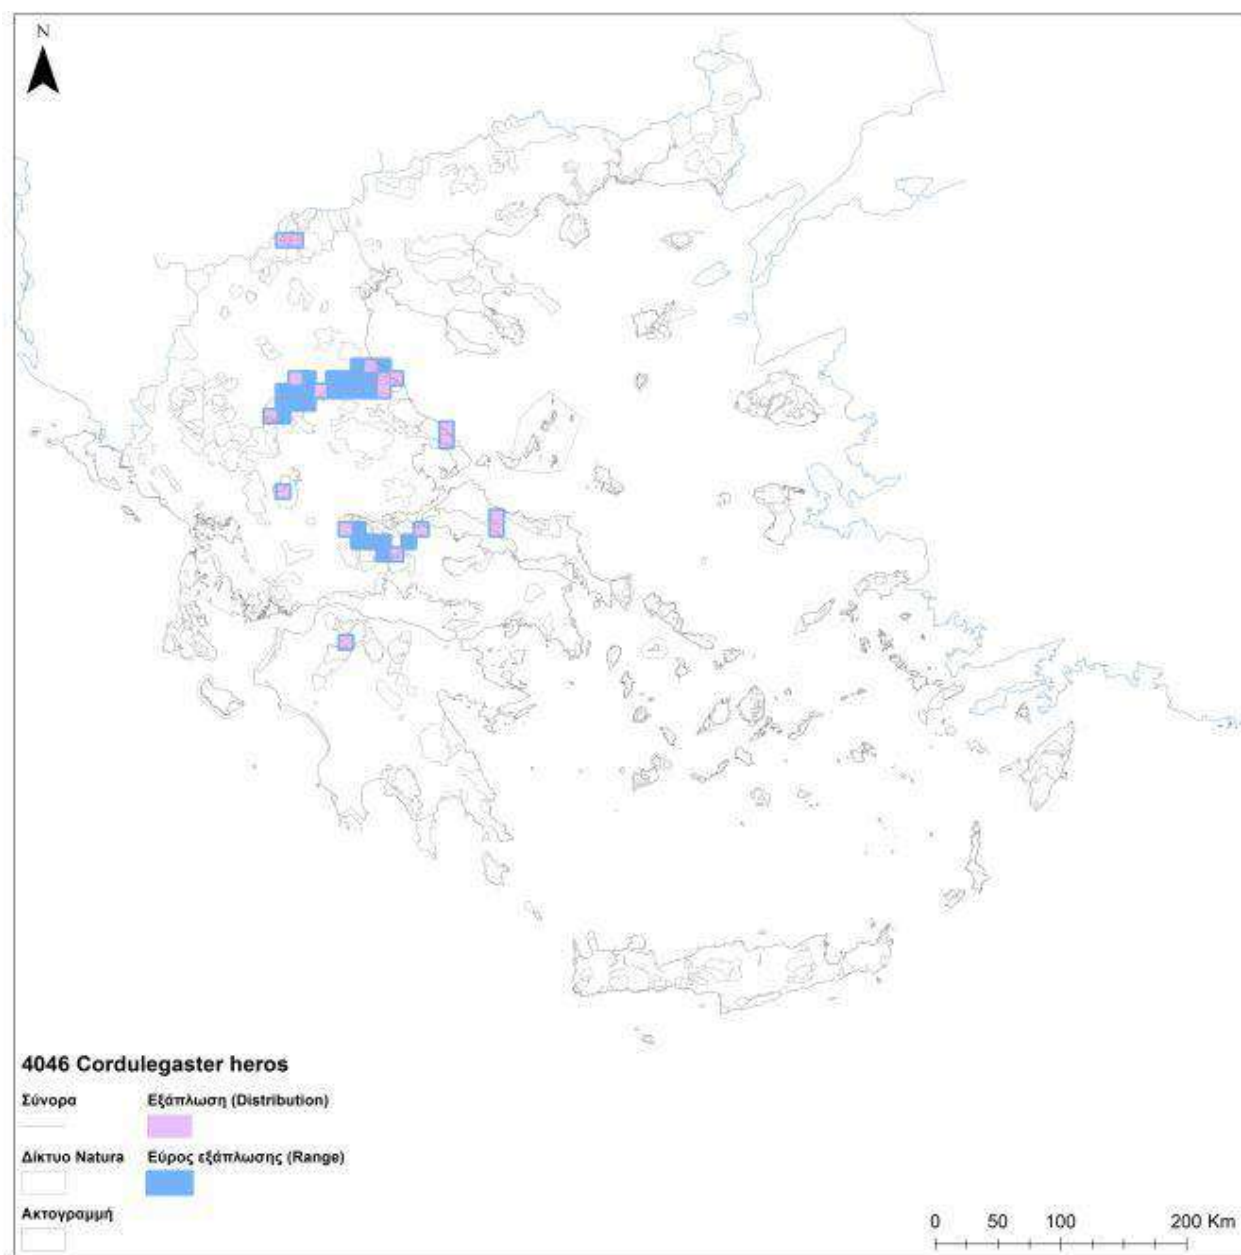 N
4046 Cordulegaster heros
Σύνορα
Εξάπλωση (Distribution)
Δίκτυο Natura
Εύρος εξάπλωσης (Range)
Ακτογραμμή
0 50 100 200 Km